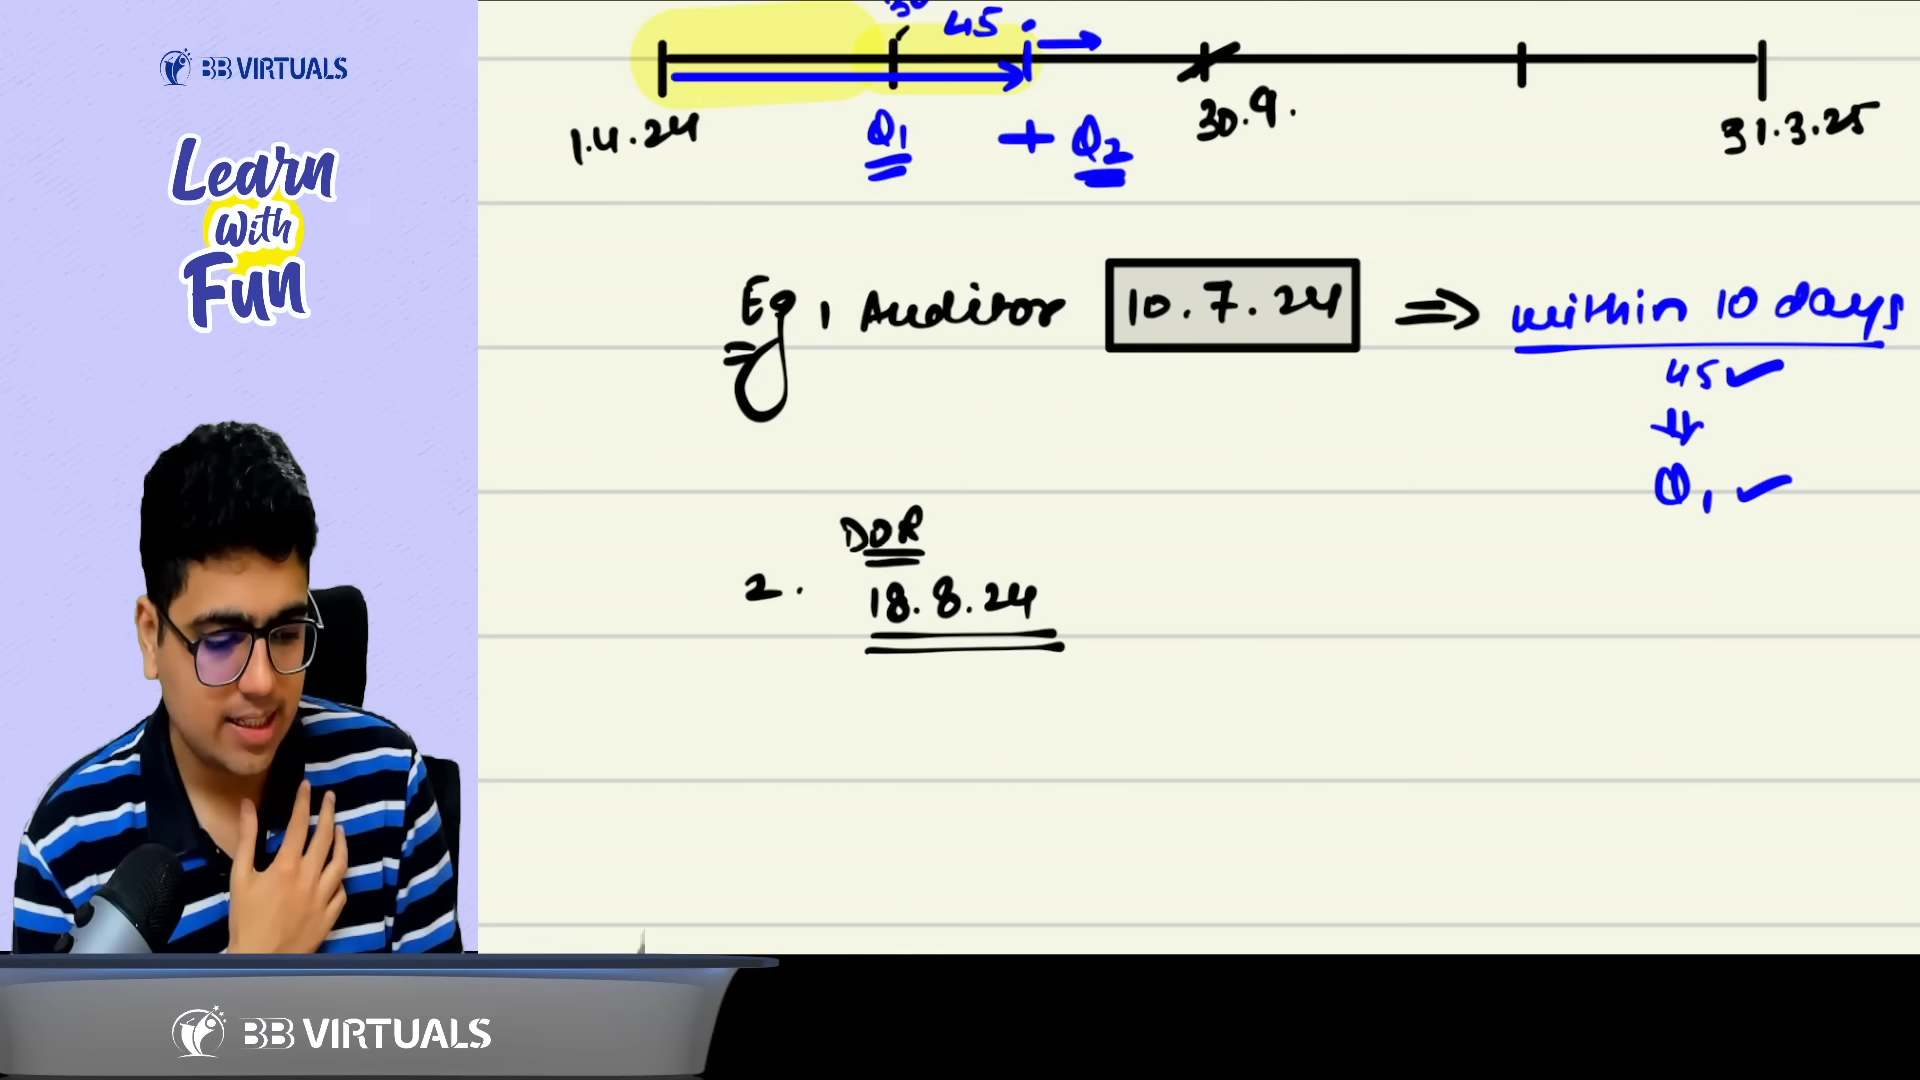 BB VIRTUALS
Learn
with
Fun
30
45
1.4.24
Q1
+ Q2
30.9.
31.3.25
Eg 1 Auditor 10.7.24 ⇒ within 10 days
45 ✓
⇓
Q1 ✓
DOR
2. 18.8.24
BB VIRTUALS